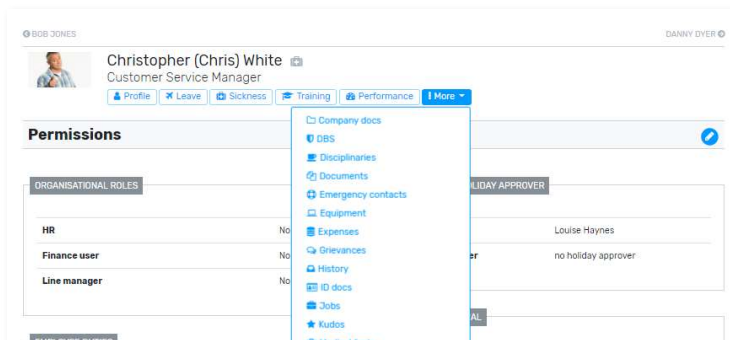 BOB JONES
DANNY DYER
Christopher (Chris) White
Customer Service Manager
Profile Leave Sickness Training Performance More
Permissions
Company docs
DBS
Disciplinaries
Documents
Emergency contacts
Equipment
Expenses
Grievances
History
ID docs
Jobs
Kudos
ORGANISATIONAL ROLES
HR No
Finance user No
Line manager No
LIDAY APPROVER
Louise Haynes
er no holiday approver
AL